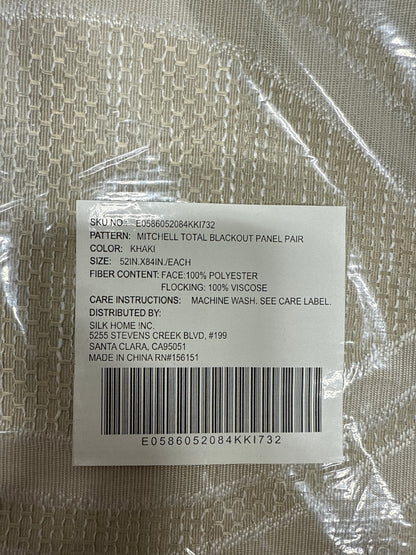 SKU NO.: E0586052084KKI732
PATTERN: MITCHELL TOTAL BLACKOUT PANEL PAIR
COLOR: KHAKI
SIZE: 52IN.X84IN./EACH
FIBER CONTENT: FACE:100% POLYESTER
FLOCKING: 100% VISCOSE
CARE INSTRUCTIONS: MACHINE WASH. SEE CARE LABEL.
DISTRIBUTED BY:
SILK HOME INC.
5255 STEVENS CREEK BLVD, #199
SANTA CLARA, CA95051
MADE IN CHINA RN#156151
E0586052084KKI732